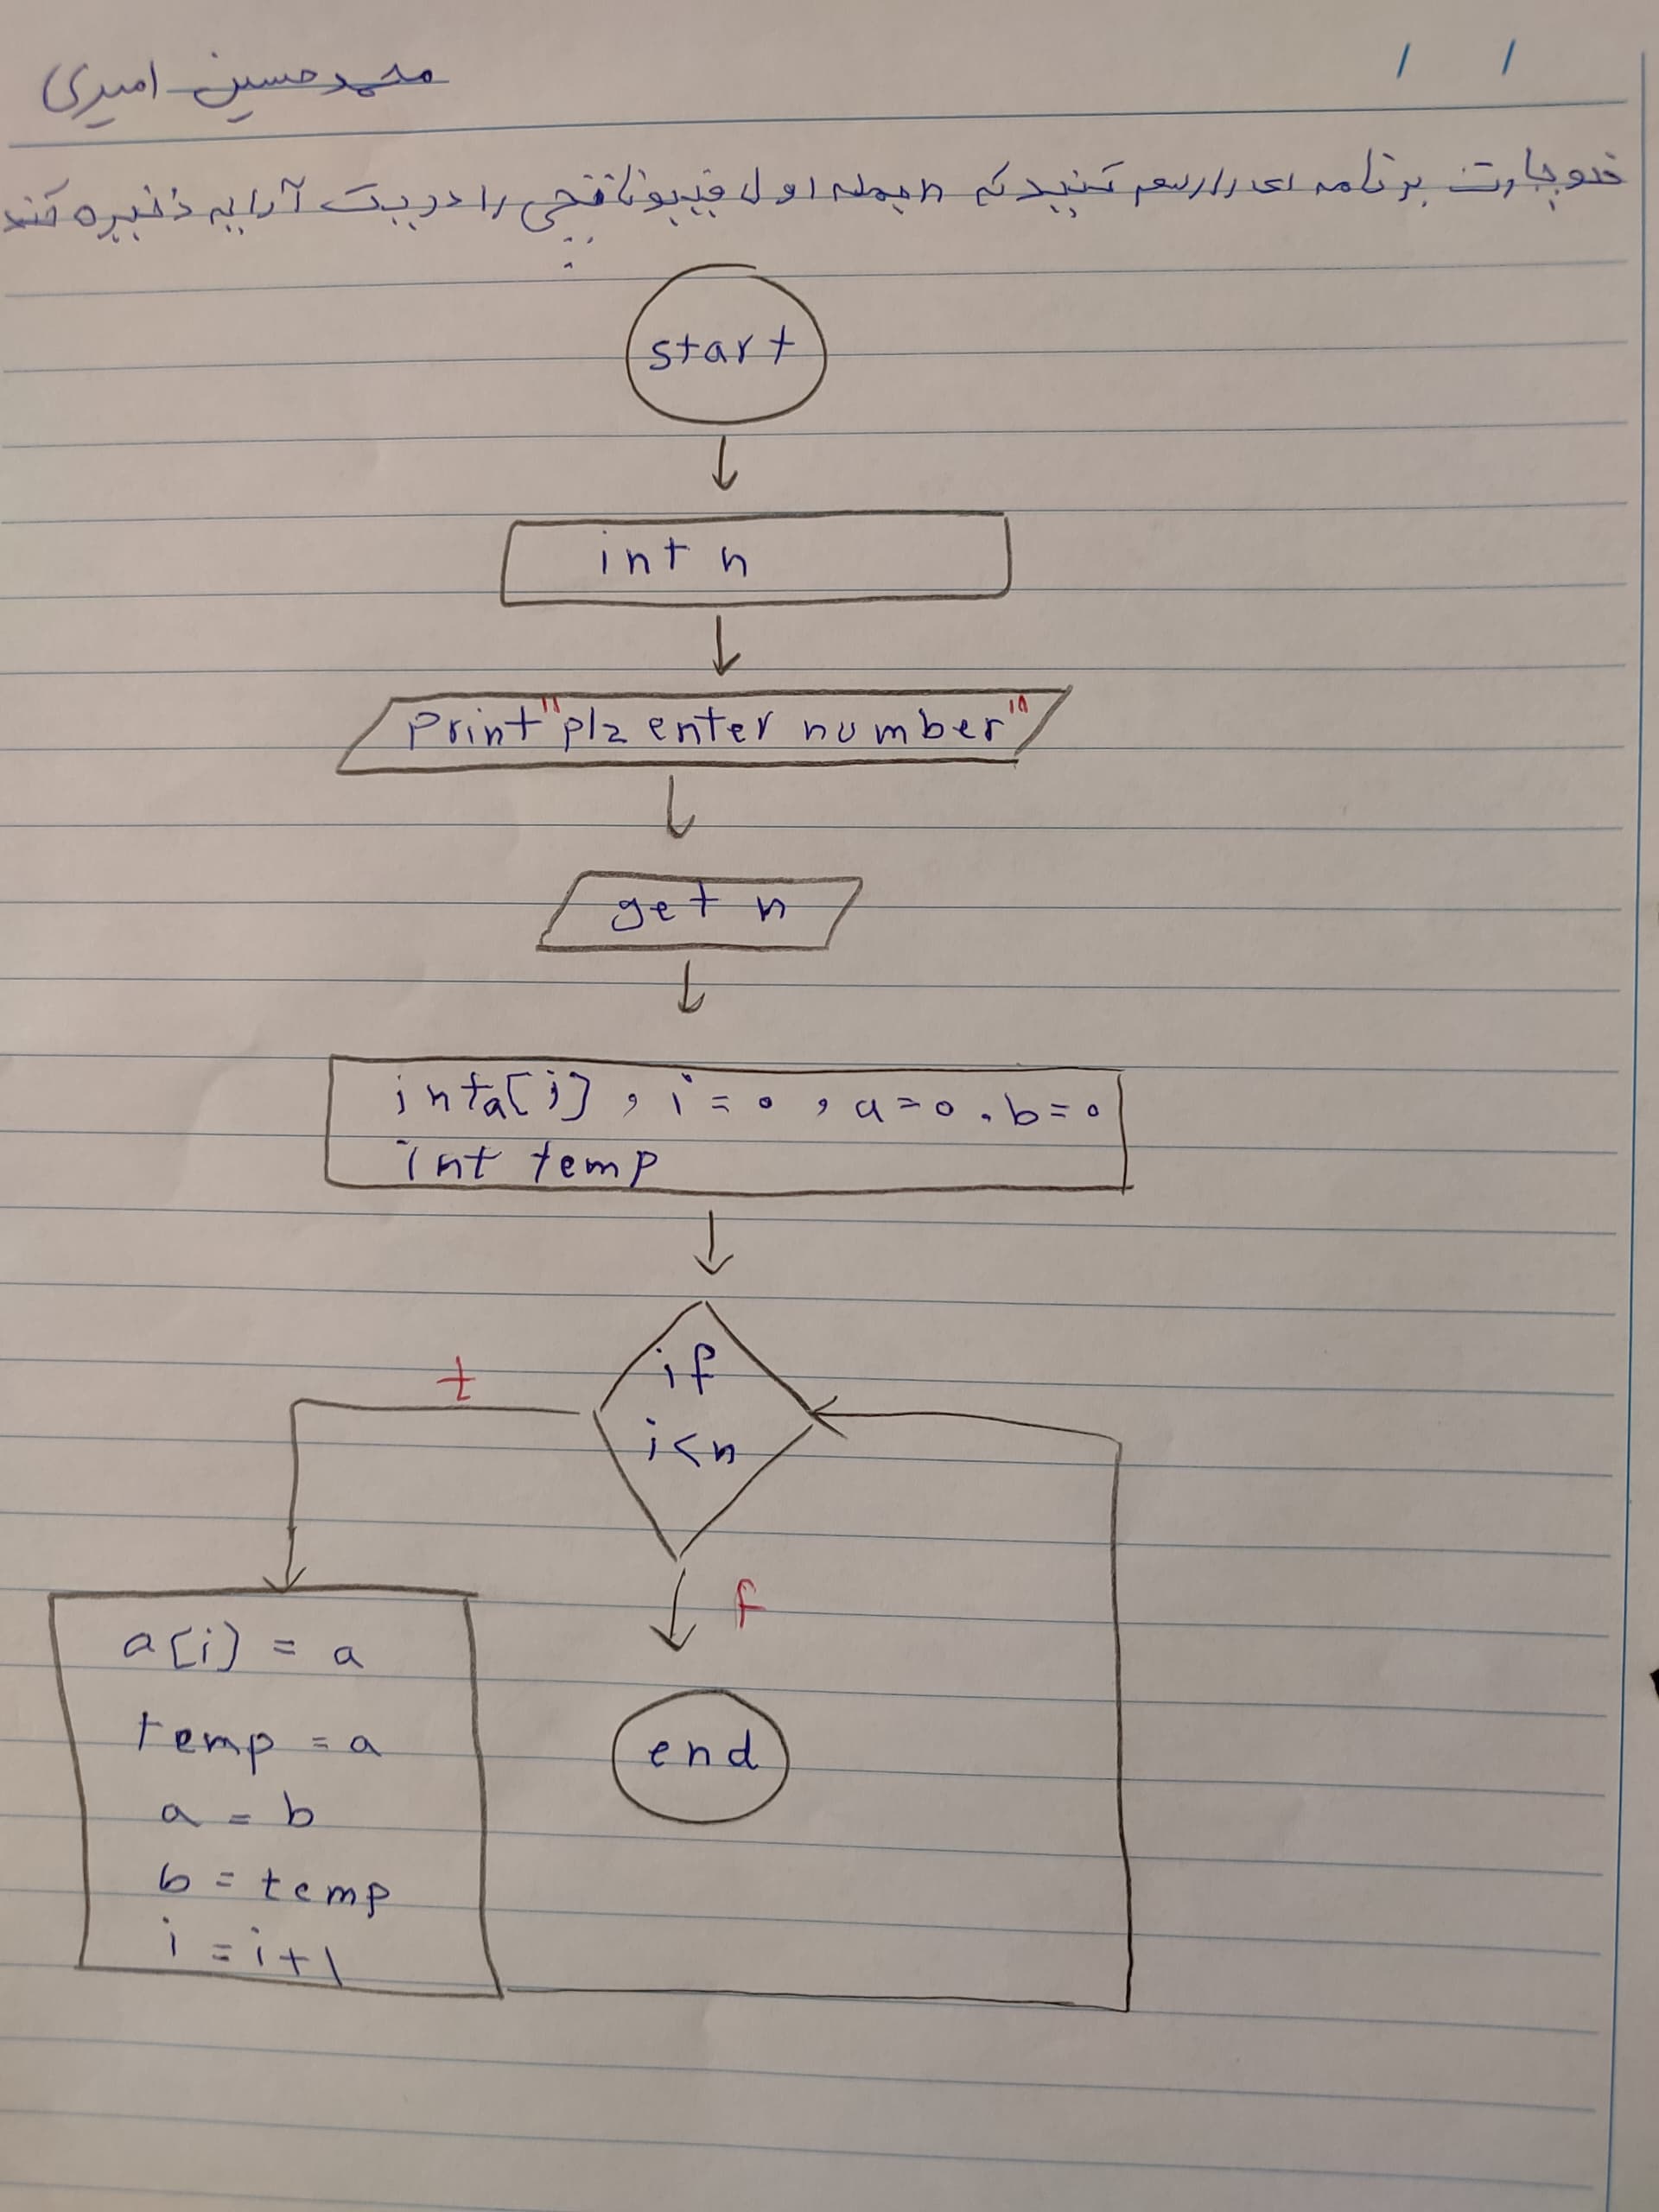 محمدحسین امیری
/ /
فلوچارت برنامه ای را رسم کنید که n جمله اول فیبوناچی را در یک آرایه ذخیره کند
start
int n
print "plz enter number"
get n
int a[i] , i = 0 , a = 0 , b = 0
int temp
if
i<n
t
f
a[i] = a
temp = a
a = b
b = temp
i = i+1
end